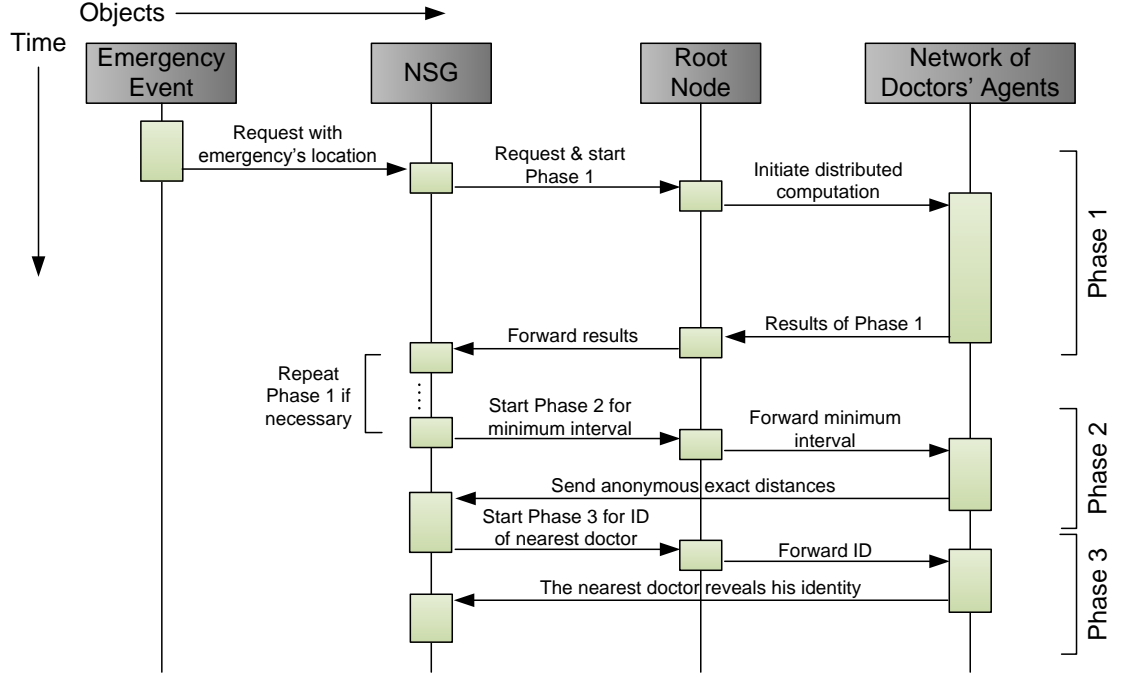 Objects
Time
Emergency
Event
NSG
Root
Node
Network of
Doctors' Agents
Request with
emergency's location
Request & start
Phase 1
Initiate distributed
computation
Phase 1
Results of Phase 1
Forward results
Repeat
Phase 1 if
necessary
Start Phase 2 for
minimum interval
Forward minimum
interval
Phase 2
Send anonymous exact distances
Start Phase 3 for ID
of nearest doctor
Forward ID
Phase 3
The nearest doctor reveals his identity